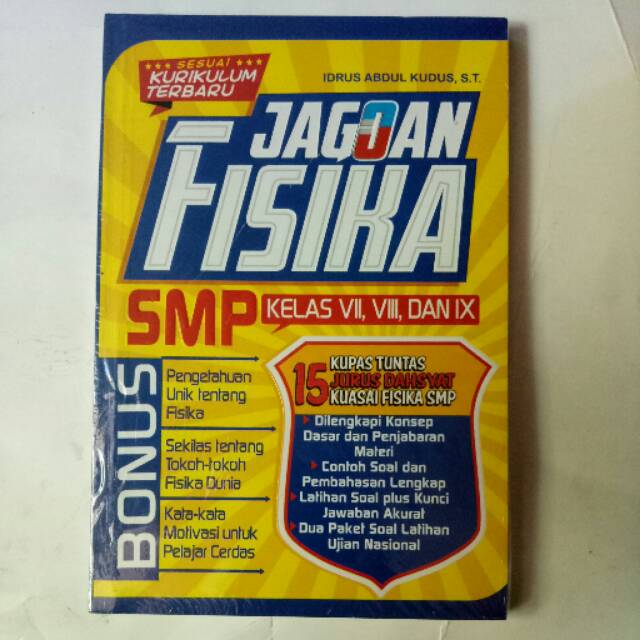 SESUAI
KURIKULUM
TERBARU
IDRUS ABDUL KUDUS, S.T.
JAGOAN
FISIKA
SMP
KELAS VII, VIII, DAN IX
BONUS
Pengetahuan
Unik tentang
Fisika
Sekilas tentang
Tokoh-tokoh
Fisika Dunia
Kata-kata
Motivasi untuk
Pelajar Cerdas
15
KUPAS TUNTAS
JURUS DAHSYAT
KUASAI FISIKA SMP
Dilengkapi Konsep
Dasar dan Penjabaran
Materi
Contoh Soal dan
Pembahasan Lengkap
Latihan Soal plus Kunci
Jawaban Akurat
Dua Paket Soal Latihan
Ujian Nasional